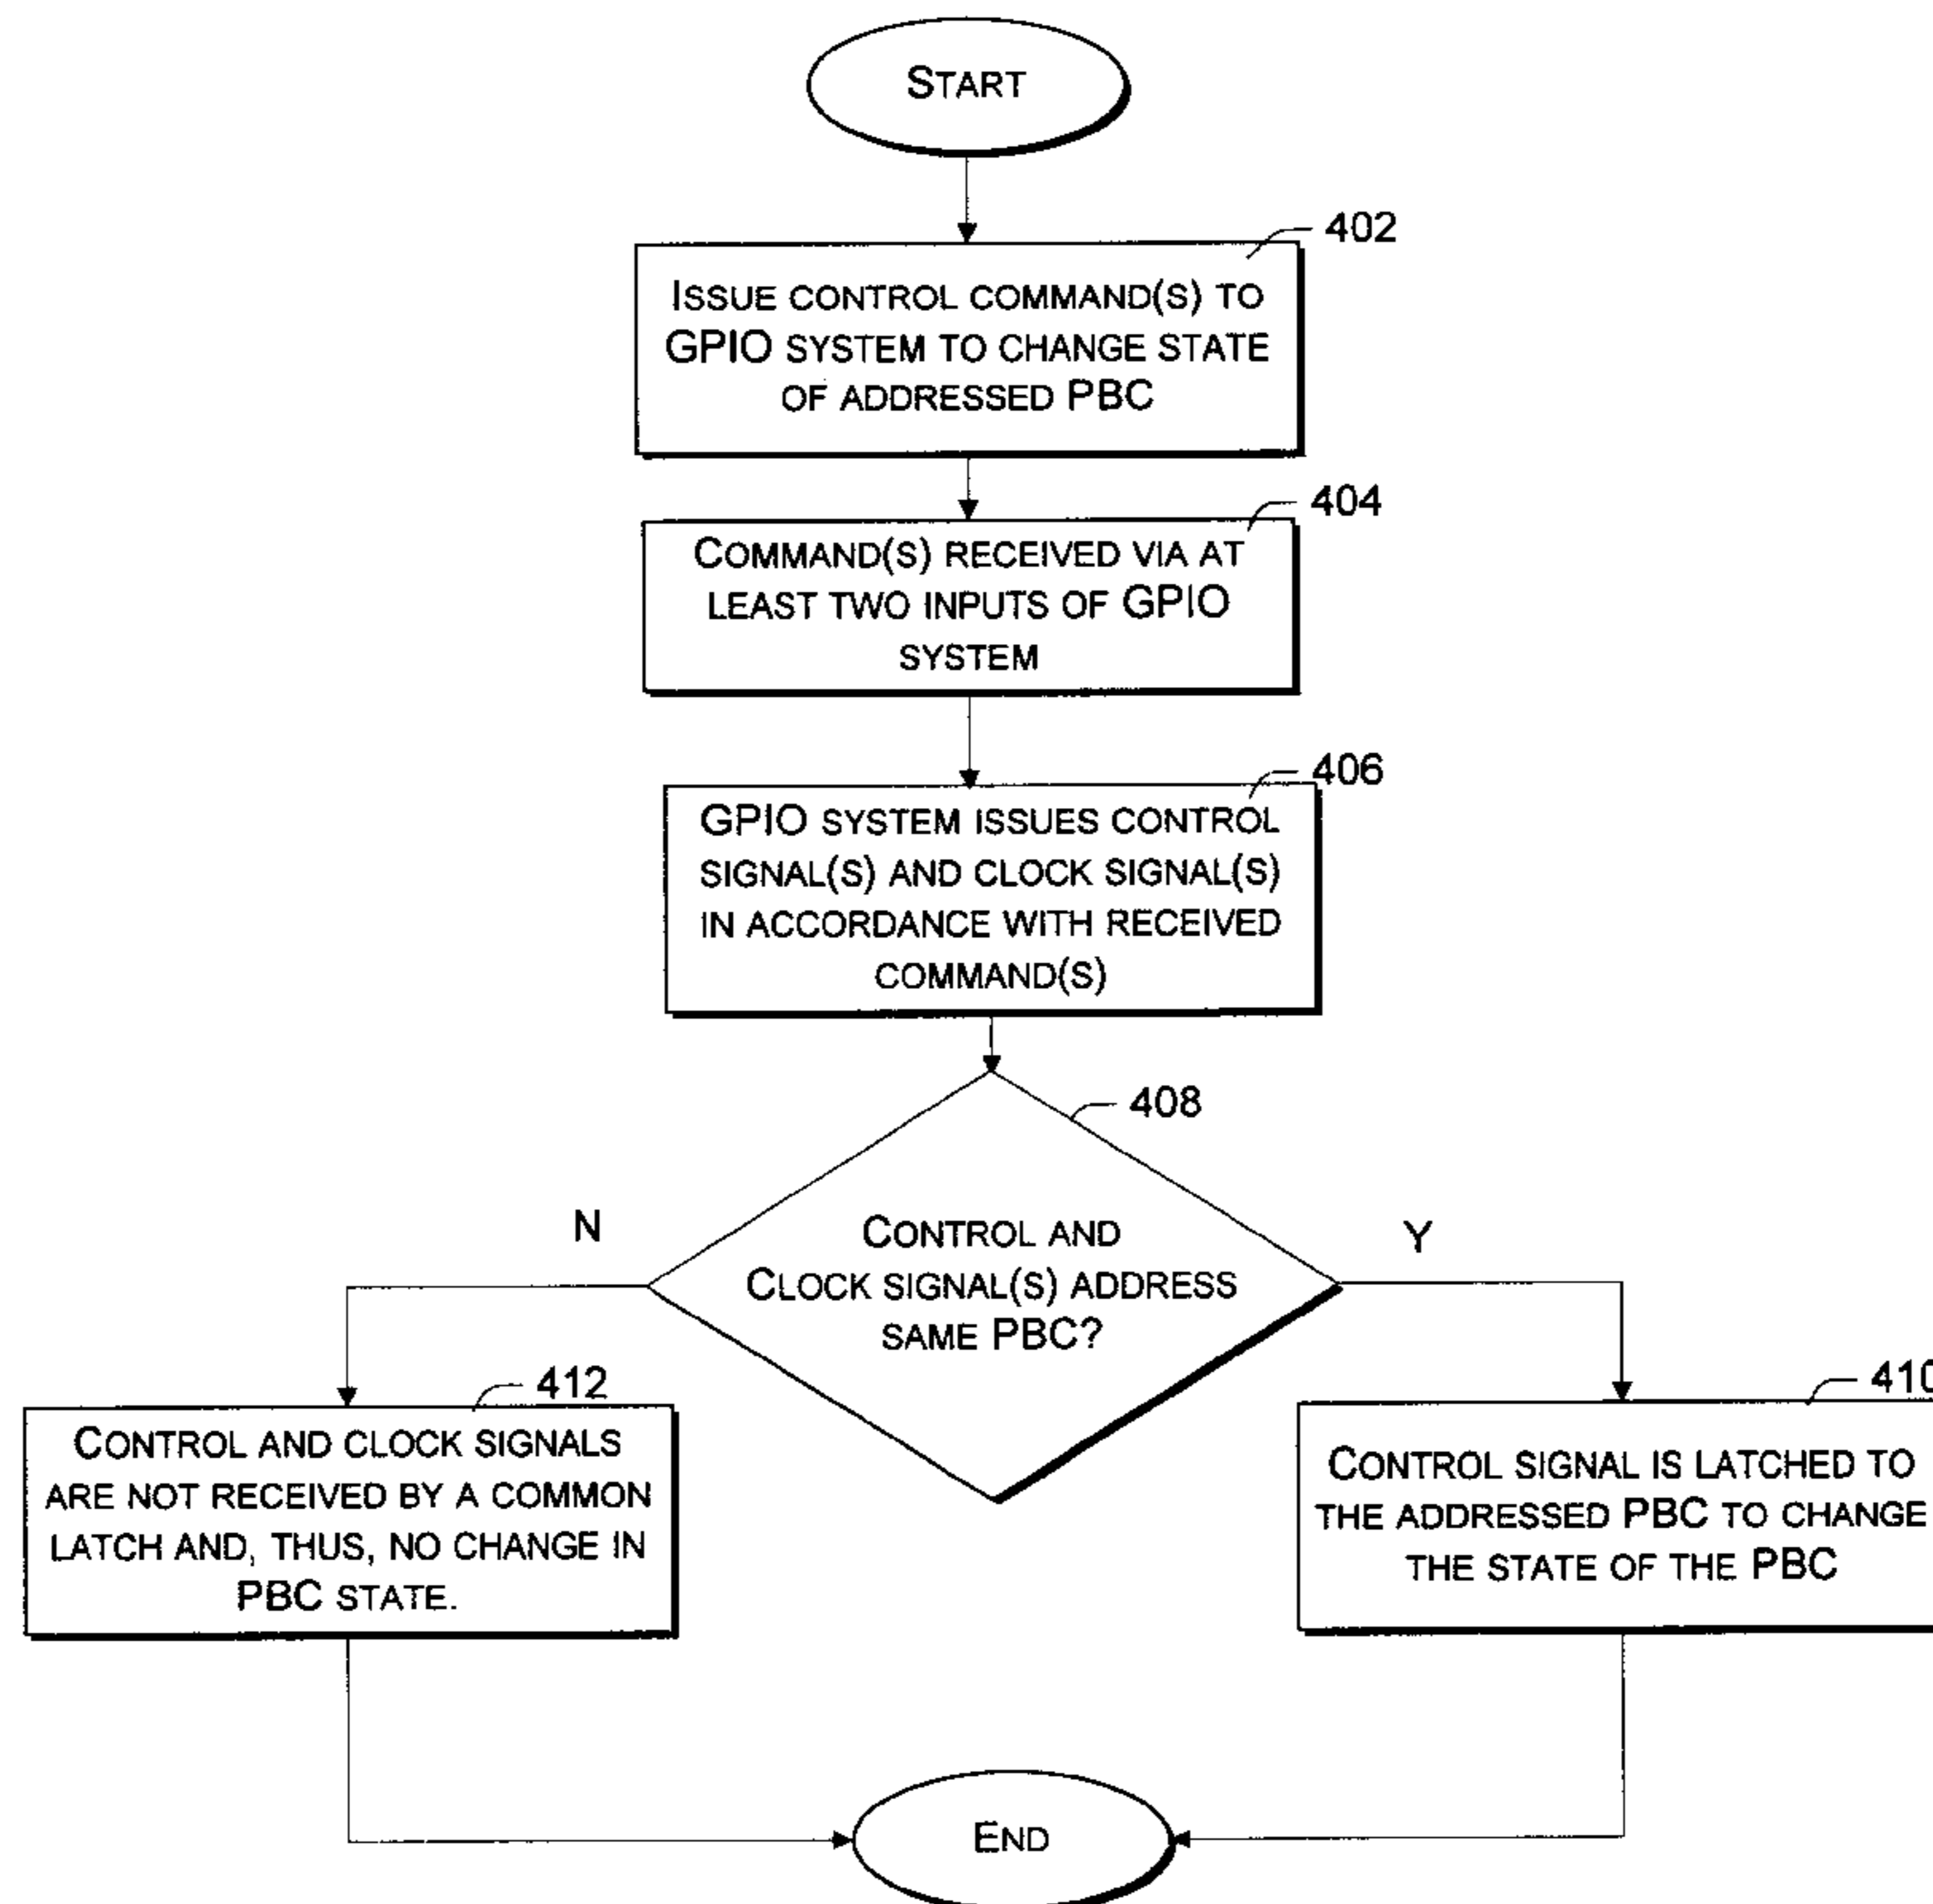 START
402
ISSUE CONTROL COMMAND(S) TO
GPIO SYSTEM TO CHANGE STATE
OF ADDRESSED PBC
404
COMMAND(S) RECEIVED VIA AT
LEAST TWO INPUTS OF GPIO
SYSTEM
406
GPIO SYSTEM ISSUES CONTROL
SIGNAL(S) AND CLOCK SIGNAL(S)
IN ACCORDANCE WITH RECEIVED
COMMAND(S)
408
CONTROL AND
CLOCK SIGNAL(S) ADDRESS
SAME PBC?
N
Y
412
CONTROL AND CLOCK SIGNALS
ARE NOT RECEIVED BY A COMMON
LATCH AND, THUS, NO CHANGE IN
PBC STATE.
410
CONTROL SIGNAL IS LATCHED TO
THE ADDRESSED PBC TO CHANGE
THE STATE OF THE PBC
END